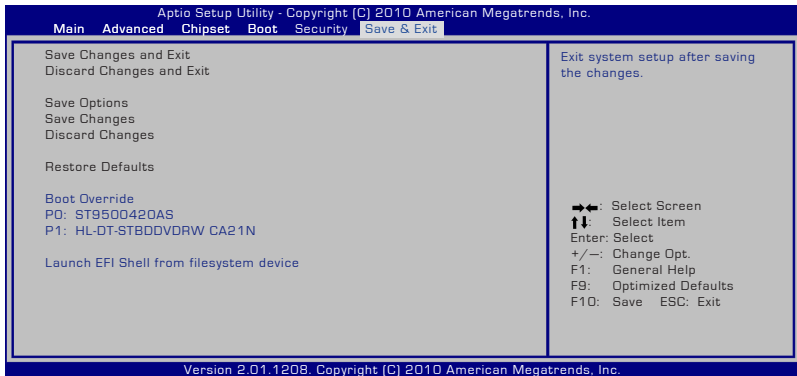 Aptio Setup Utility - Copyright (C) 2010 American Megatrends, Inc.
Main Advanced Chipset Boot Security Save & Exit
Save Changes and Exit
Discard Changes and Exit
Save Options
Save Changes
Discard Changes
Restore Defaults
Boot Override
P0: ST9500420AS
P1: HL-DT-STBDDVDRW CA21N
Launch EFI Shell from filesystem device
Exit system setup after saving
the changes.
→←: Select Screen
↑↓: Select Item
Enter: Select
+/—: Change Opt.
F1: General Help
F9: Optimized Defaults
F10: Save ESC: Exit
Version 2.01.1208. Copyright (C) 2010 American Megatrends, Inc.